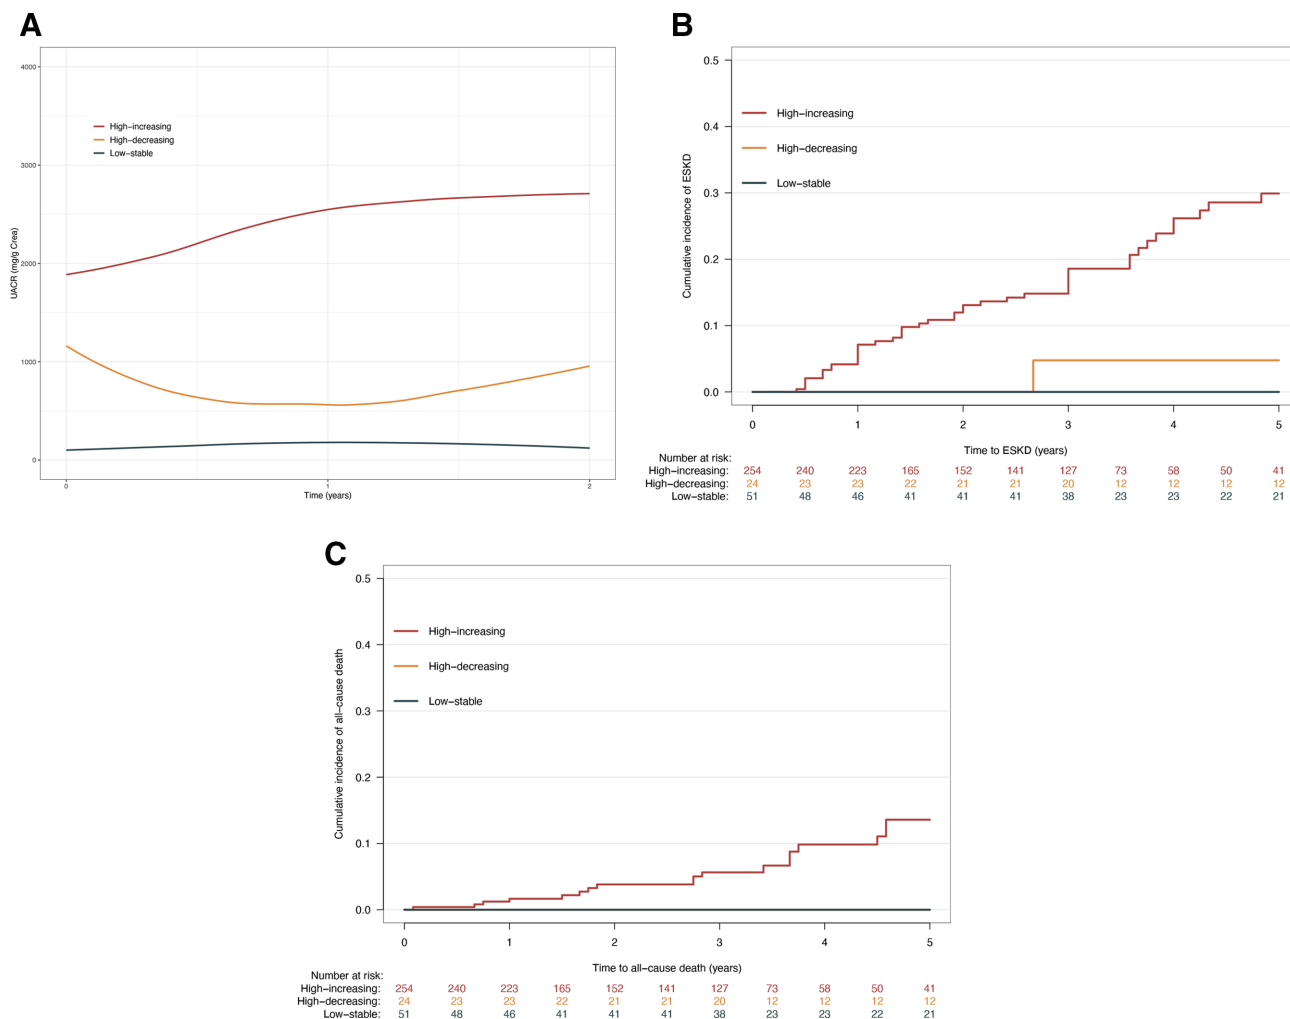 A
4000
3000
2000
1000
0
UACR (mg/g Crea)
High−increasing
High−decreasing
Low−stable
0 1 2
Time (years)
B
0.5
0.4
0.3
0.2
0.1
0.0
Cumulative incidence of ESKD
High−increasing
High−decreasing
Low−stable
0 1 2 3 4 5
Time to ESKD (years)
Number at risk:
High−increasing: 254 240 223 165 152 141 127 73 58 50 41
High−decreasing: 24 23 23 22 21 21 20 12 12 12 12
Low−stable: 51 48 46 41 41 41 38 23 23 22 21
C
0.5
0.4
0.3
0.2
0.1
0.0
Cumulative incidence of all−cause death
High−increasing
High−decreasing
Low−stable
0 1 2 3 4 5
Time to all−cause death (years)
Number at risk:
High−increasing: 254 240 223 165 152 141 127 73 58 50 41
High−decreasing: 24 23 23 22 21 21 20 12 12 12 12
Low−stable: 51 48 46 41 41 41 38 23 23 22 21